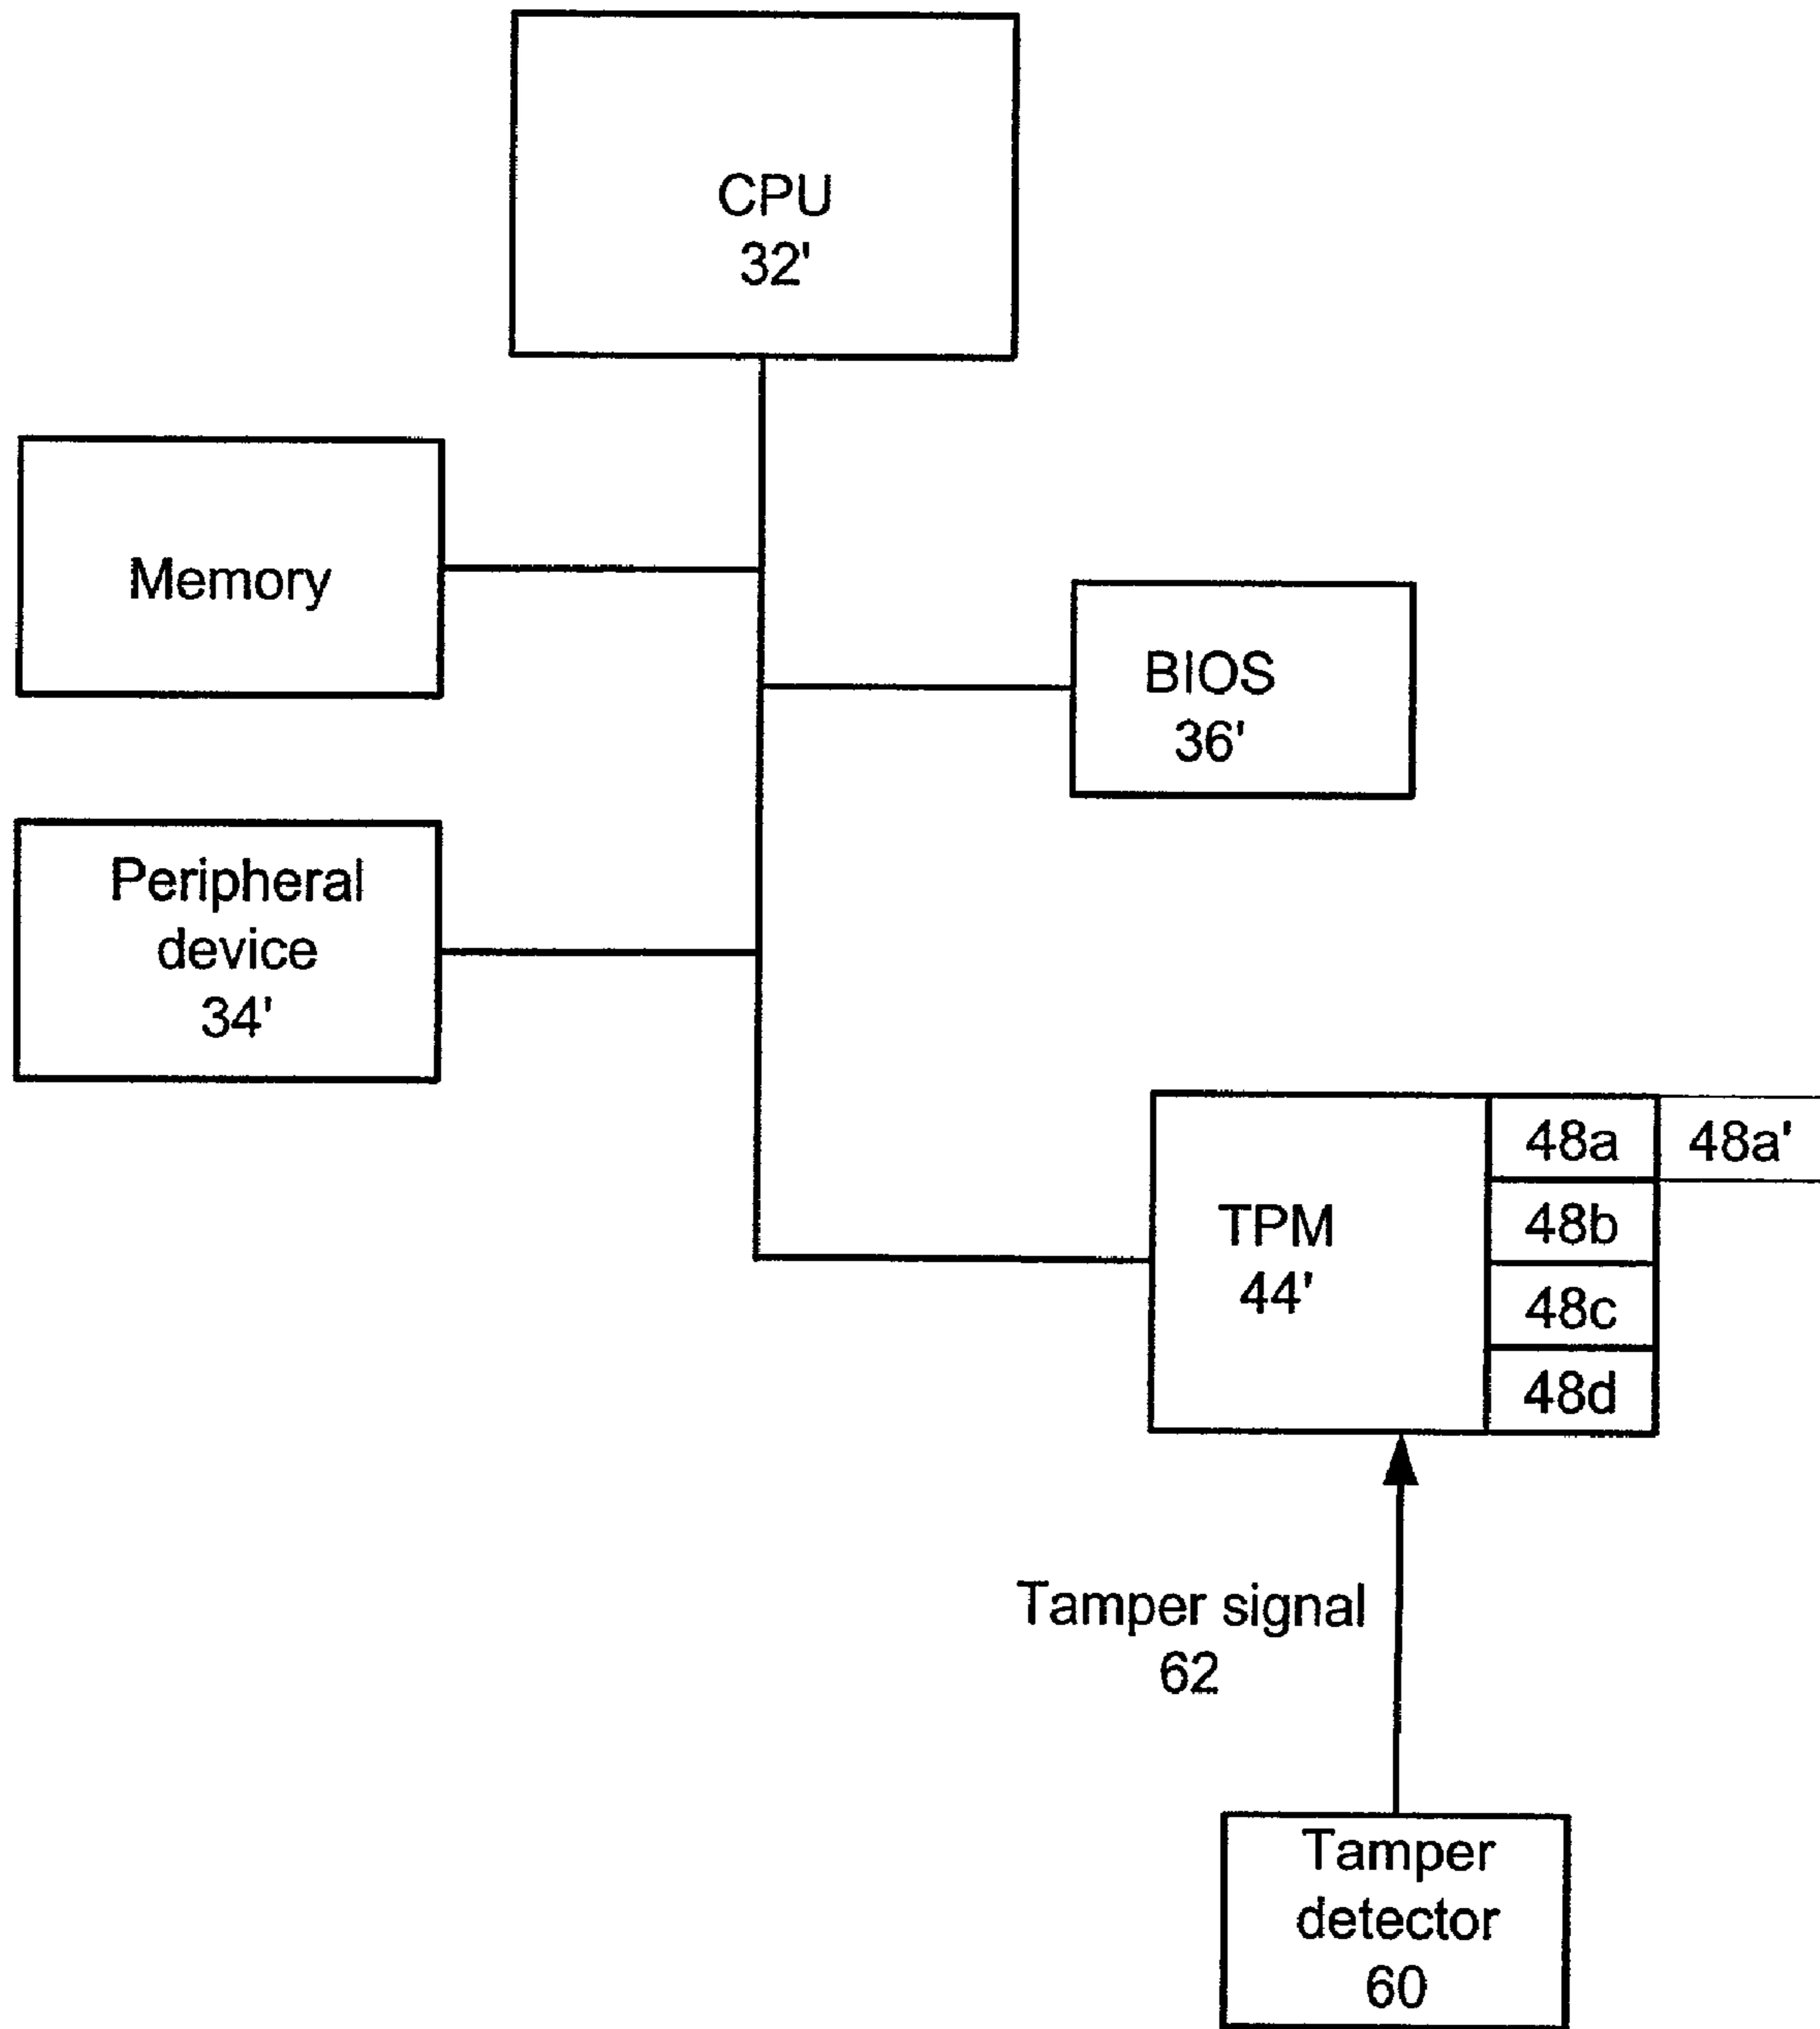 CPU
32'
Memory
BIOS
36'
Peripheral
device
34'
48a 48a'
TPM
44'
48b
48c
48d
Tamper signal
62
Tamper
detector
60